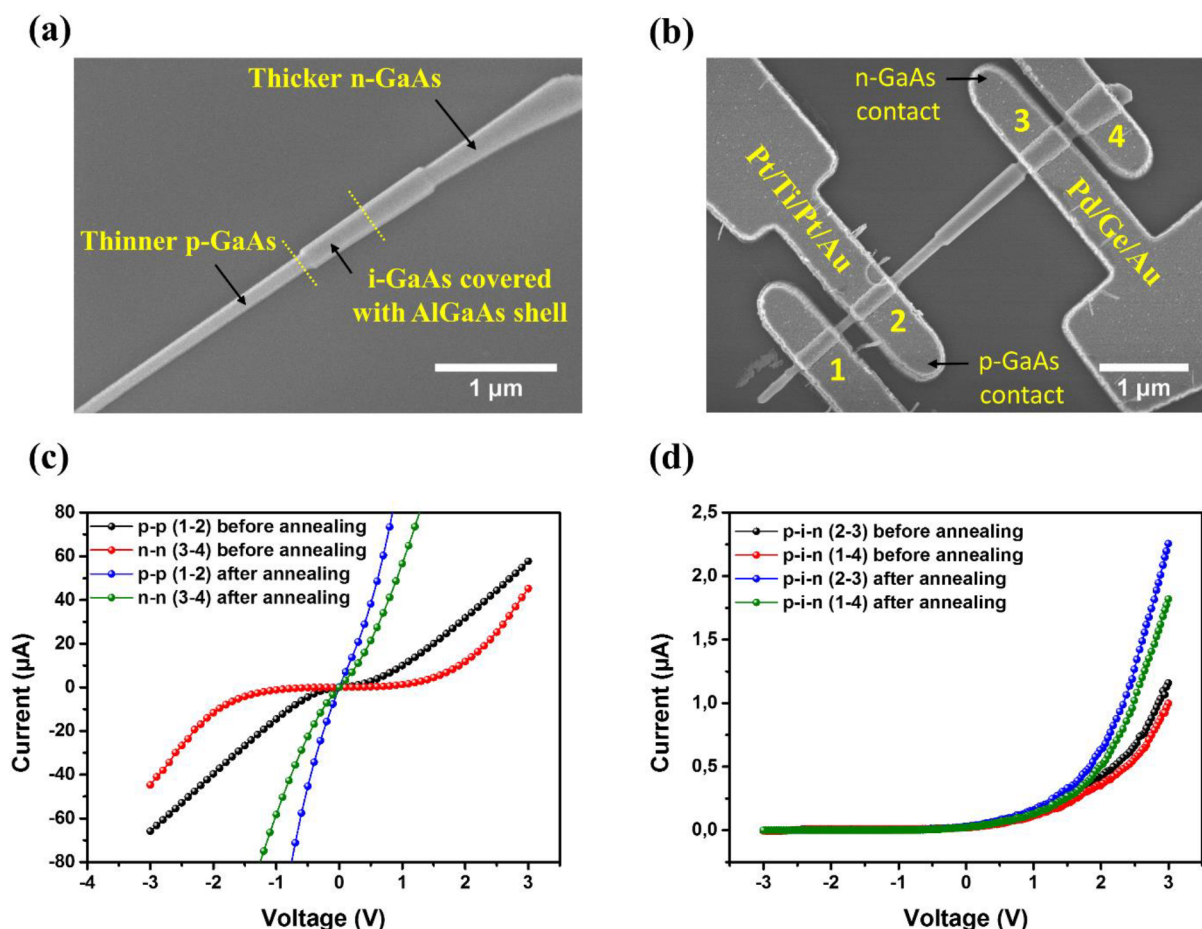 (a)
Thicker n-GaAs
Thinner p-GaAs
i-GaAs covered
with AlGaAs shell
1 µm
(b)
n-GaAs
contact
3
4
Pt/Ti/Pt/Au
Pd/Ge/Au
2
1
p-GaAs
contact
1 µm
(c)
p-p (1-2) before annealing
n-n (3-4) before annealing
p-p (1-2) after annealing
n-n (3-4) after annealing
80
60
40
20
0
-20
-40
-60
-80
Current (µA)
-4 -3 -2 -1 0 1 2 3
Voltage (V)
(d)
p-i-n (2-3) before annealing
p-i-n (1-4) before annealing
p-i-n (2-3) after annealing
p-i-n (1-4) after annealing
2,5
2,0
1,5
1,0
0,5
0,0
Current (µA)
-3 -2 -1 0 1 2 3
Voltage (V)